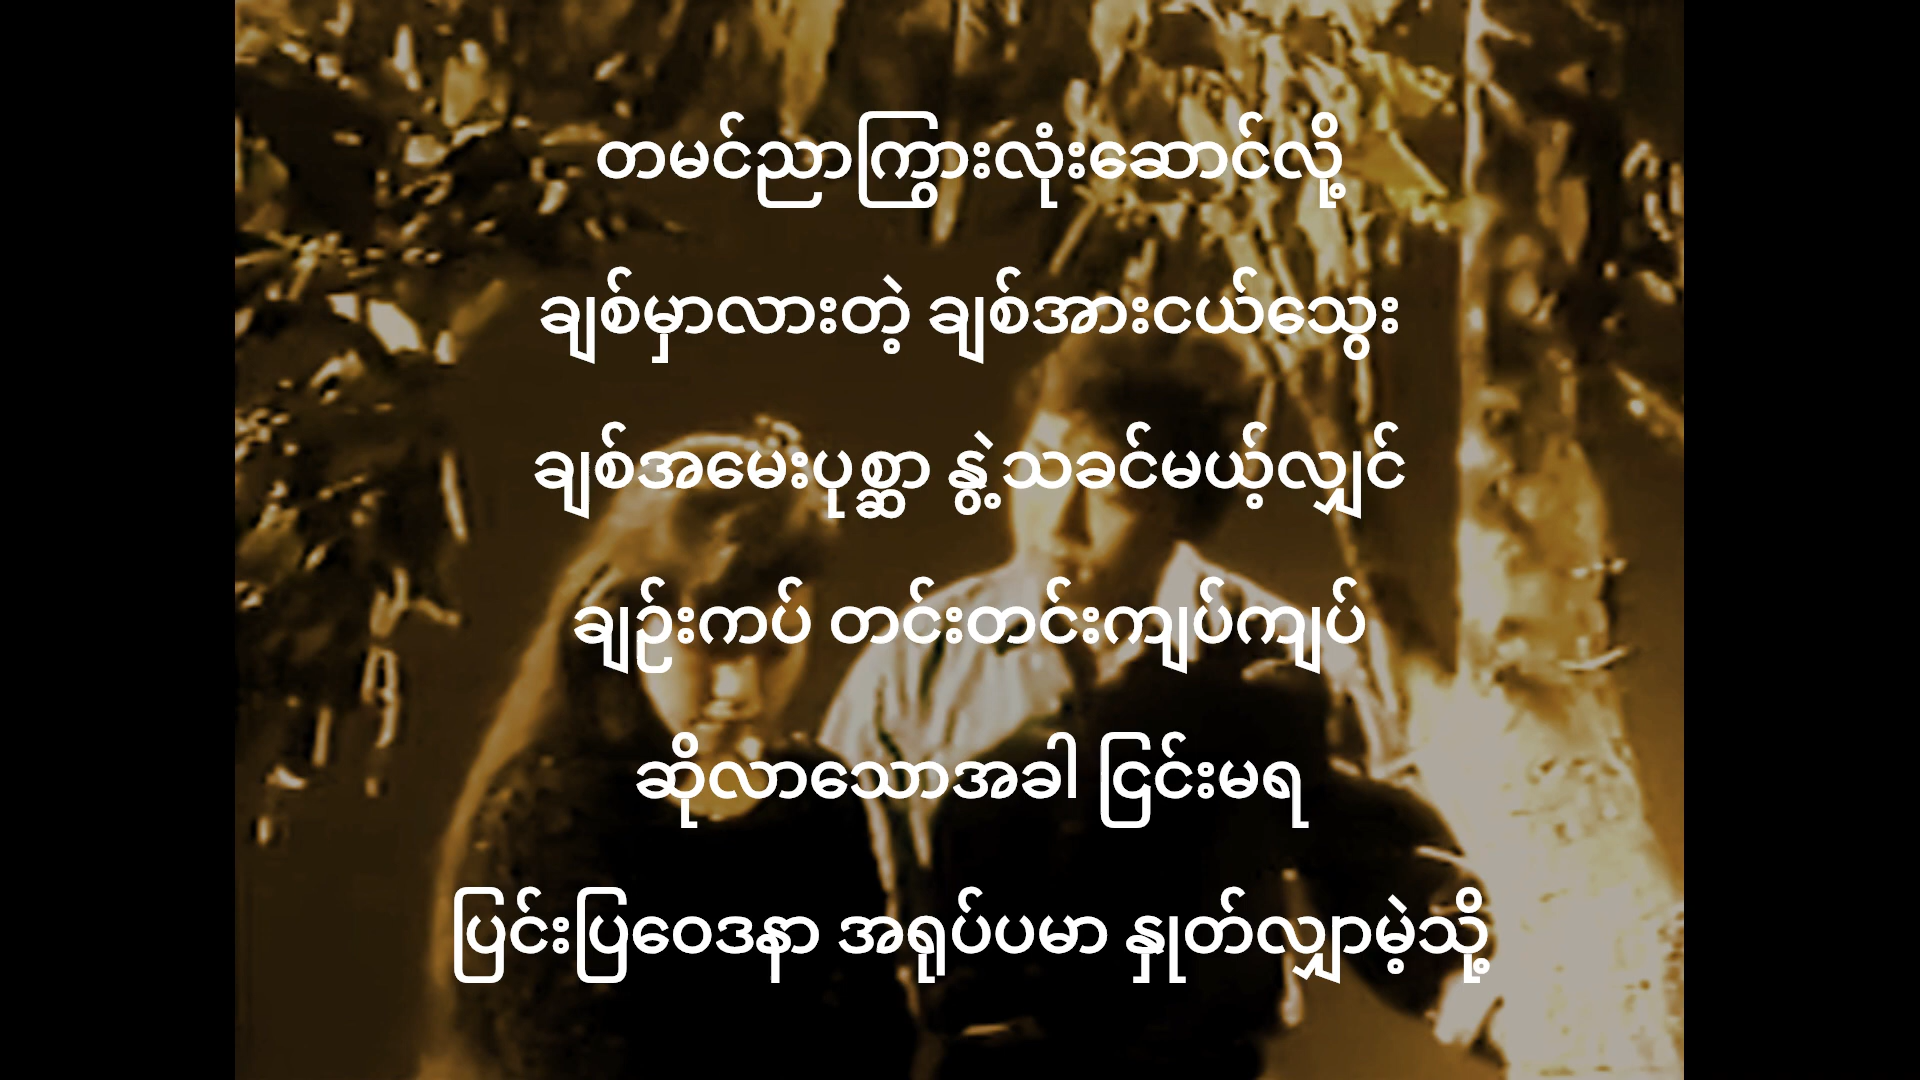 တမင်ညာကြွားလုံးဆောင်လို့
ချစ်မှာလားတဲ့ ချစ်အားငယ်သွေး
ချစ်အမေးပုစ္ဆာ နွဲ့သခင်မယ့်လျှင်
ချဉ်းကပ် တင်းတင်းကျပ်ကျပ်
ဆိုလာသောအခါ ငြင်းမရ
ပြင်းပြဝေဒနာ အရုပ်ပမာ နှုတ်လျှာမဲ့သို့